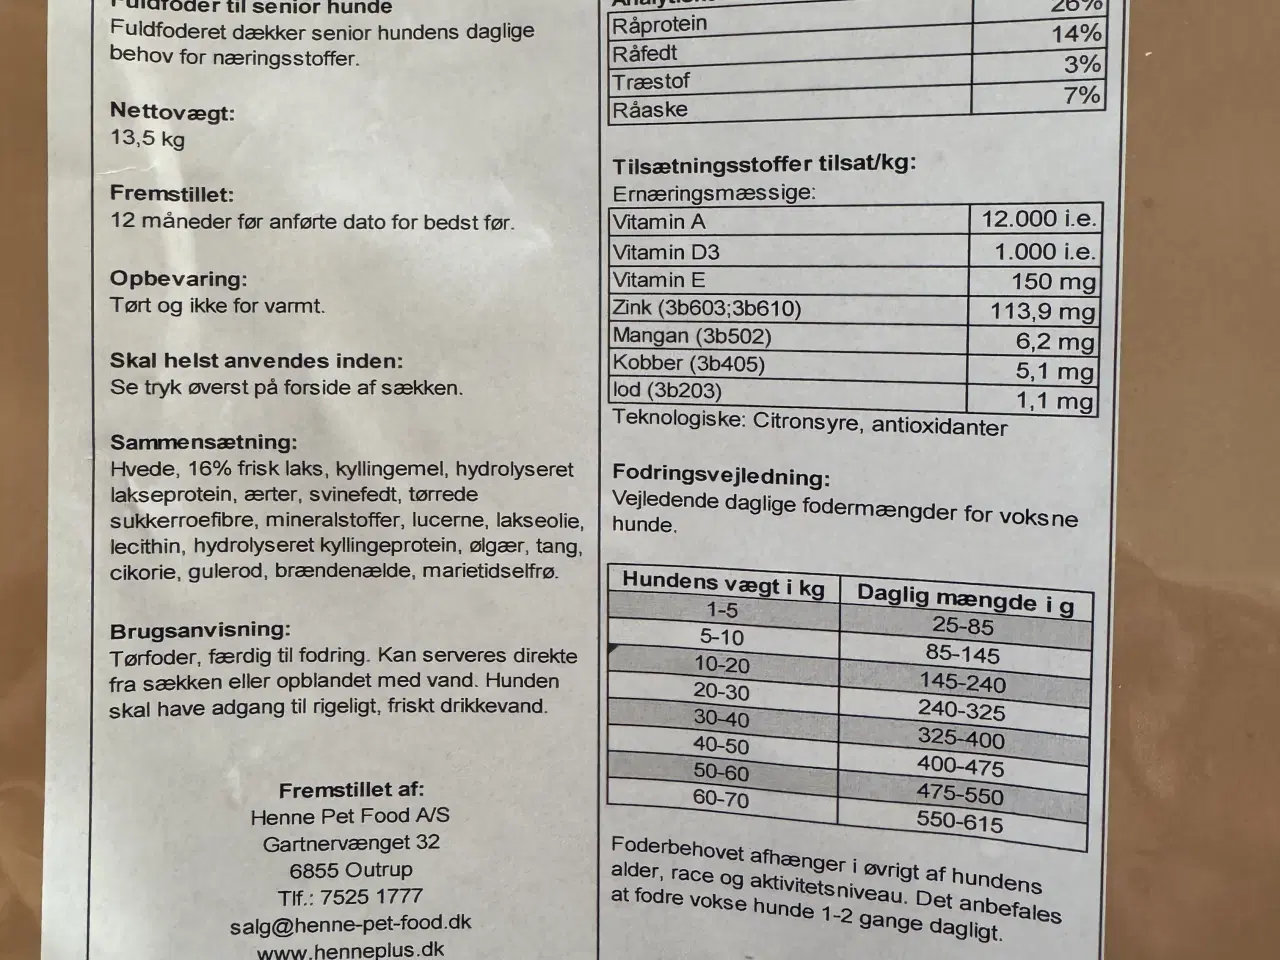 Fuldfoder til senior hunde
Fuldfoderet dækker senior hundens daglige
behov for næringsstoffer.
Nettovægt:
13,5 kg
Fremstillet:
12 måneder før anførte dato for bedst før.
Opbevaring:
Tørt og ikke for varmt.
Skal helst anvendes inden:
Se tryk øverst på forside af sækken.
Sammensætning:
Hvede, 16% frisk laks, kyllingemel, hydrolyseret
lakseprotein, ærter, svinefedt, tørrede
sukkerroefibre, mineralstoffer, lucerne, lakseolie,
lecithin, hydrolyseret kyllingeprotein, ølgær, tang,
cikorie, gulerod, brændenælde, marietidselfrø.
Brugsanvisning:
Tørfoder, færdig til fodring. Kan serveres direkte
fra sækken eller opblandet med vand. Hunden
skal have adgang til rigeligt, friskt drikkevand.
Fremstillet af:
Henne Pet Food A/S
Gartnervænget 32
6855 Outrup
Tlf.: 7525 1777
salg@henne-pet-food.dk
www.henneplus.dk
Råprotein 26%
Råfedt 14%
Træstof 3%
Råaske 7%
Tilsætningsstoffer tilsat/kg:
Ernæringsmæssige:
Vitamin A 12.000 i.e.
Vitamin D3 1.000 i.e.
Vitamin E 150 mg
Zink (3b603;3b610) 113,9 mg
Mangan (3b502) 6,2 mg
Kobber (3b405) 5,1 mg
Iod (3b203) 1,1 mg
Teknologiske: Citronsyre, antioxidanter
Fodringsvejledning:
Vejledende daglige fodermængder for voksne
hunde.
Hundens vægt i kg Daglig mængde i g
1-5 25-85
5-10 85-145
10-20 145-240
20-30 240-325
30-40 325-400
40-50 400-475
50-60 475-550
60-70 550-615
Foderbehovet afhænger i øvrigt af hundens
alder, race og aktivitetsniveau. Det anbefales
at fodre vokse hunde 1-2 gange dagligt.